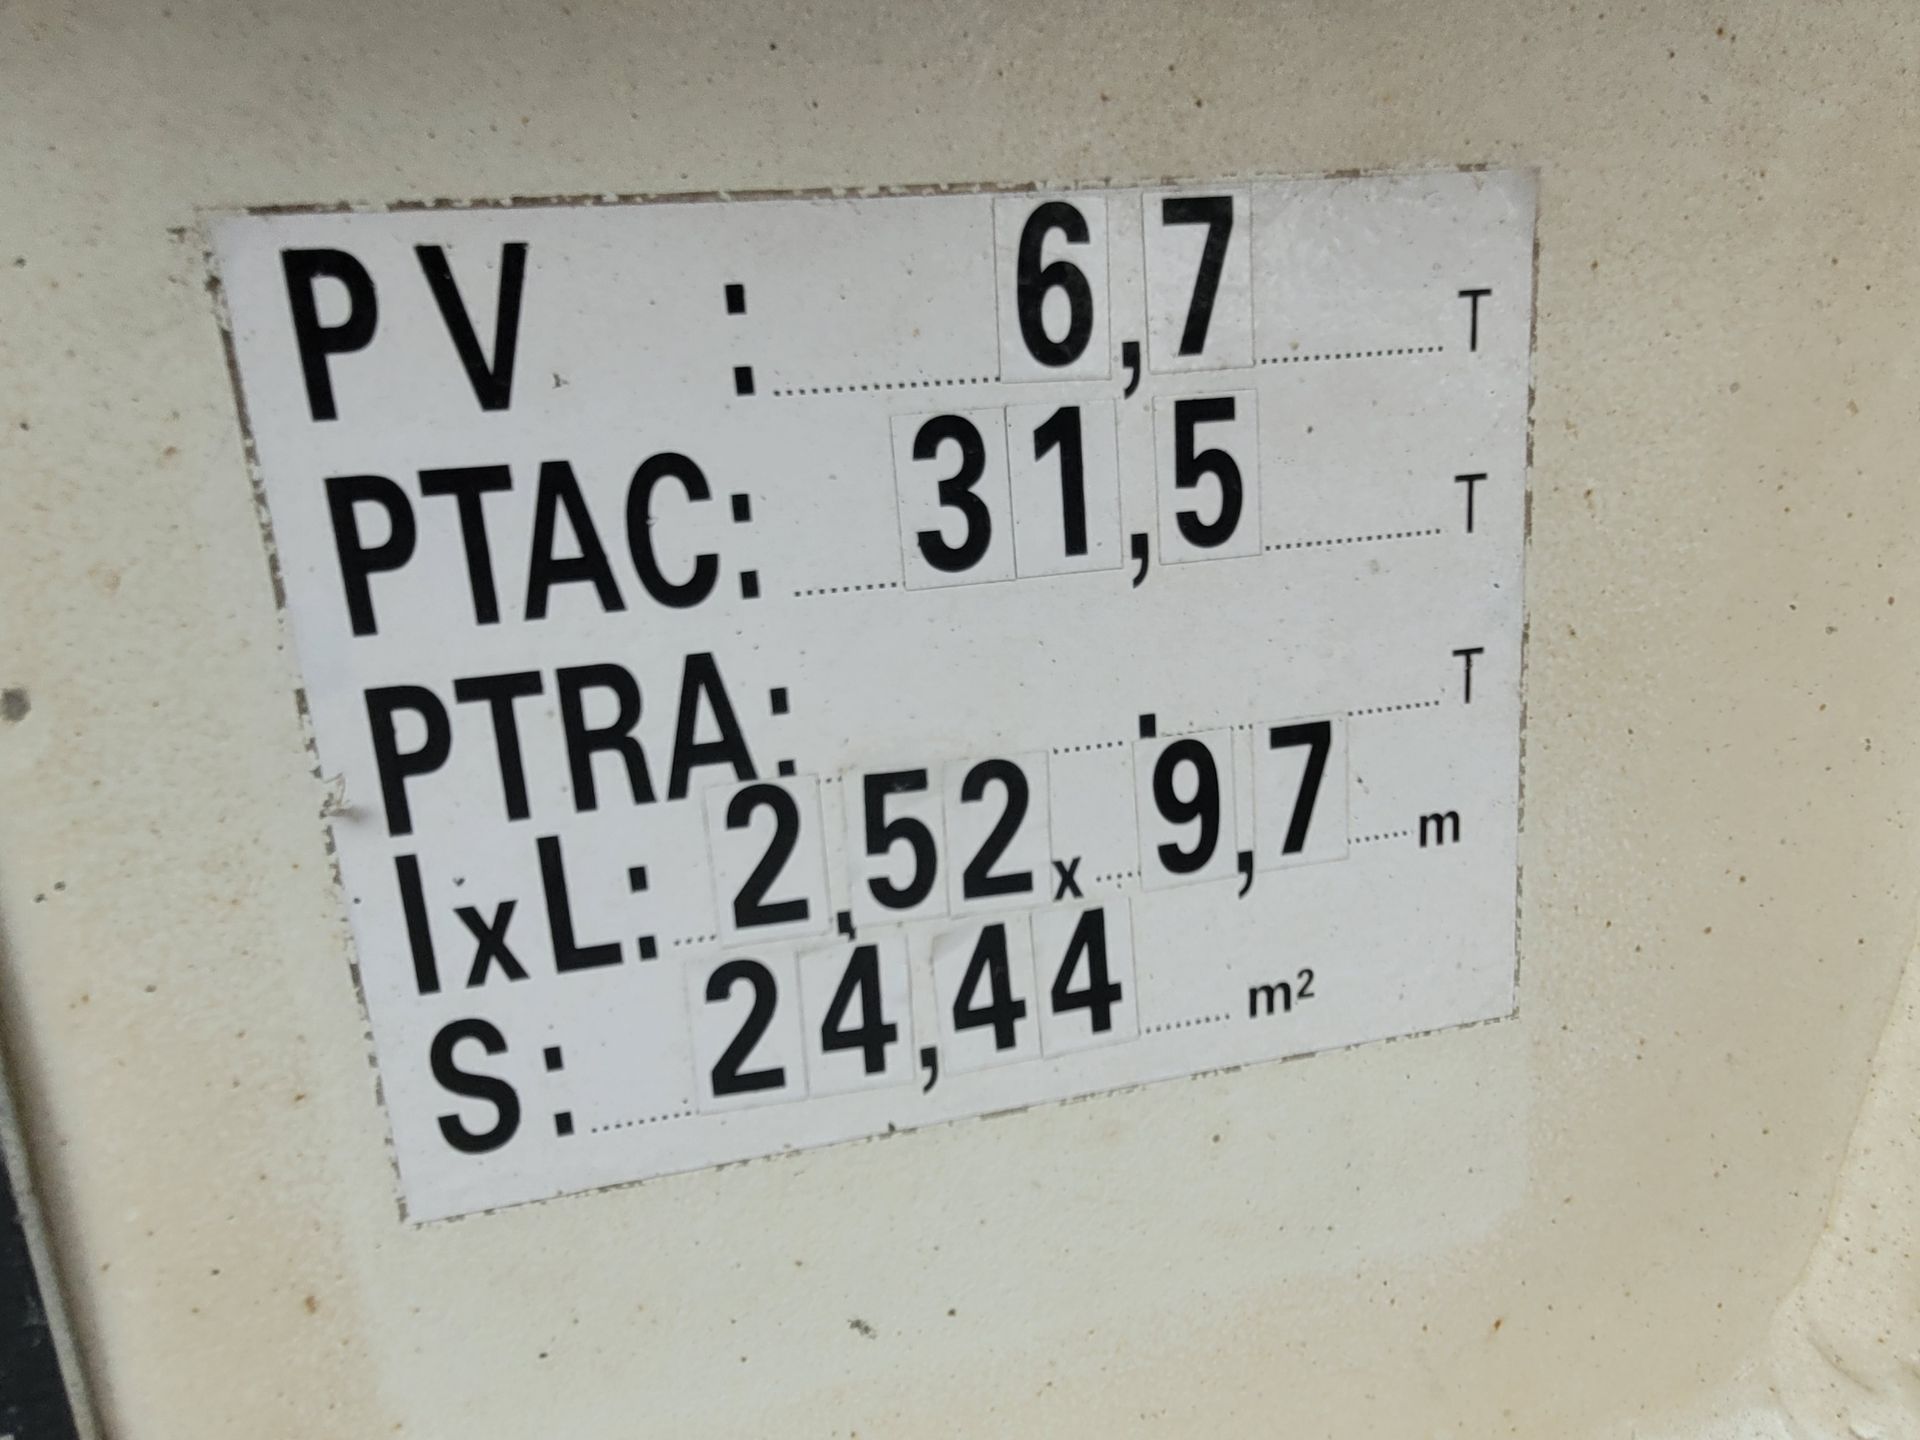 PV : 6,7 T
PTAC: 31,5 T
PTRA: . T
lxL: 2,52 x 9,7 m
S: 24,44 m²